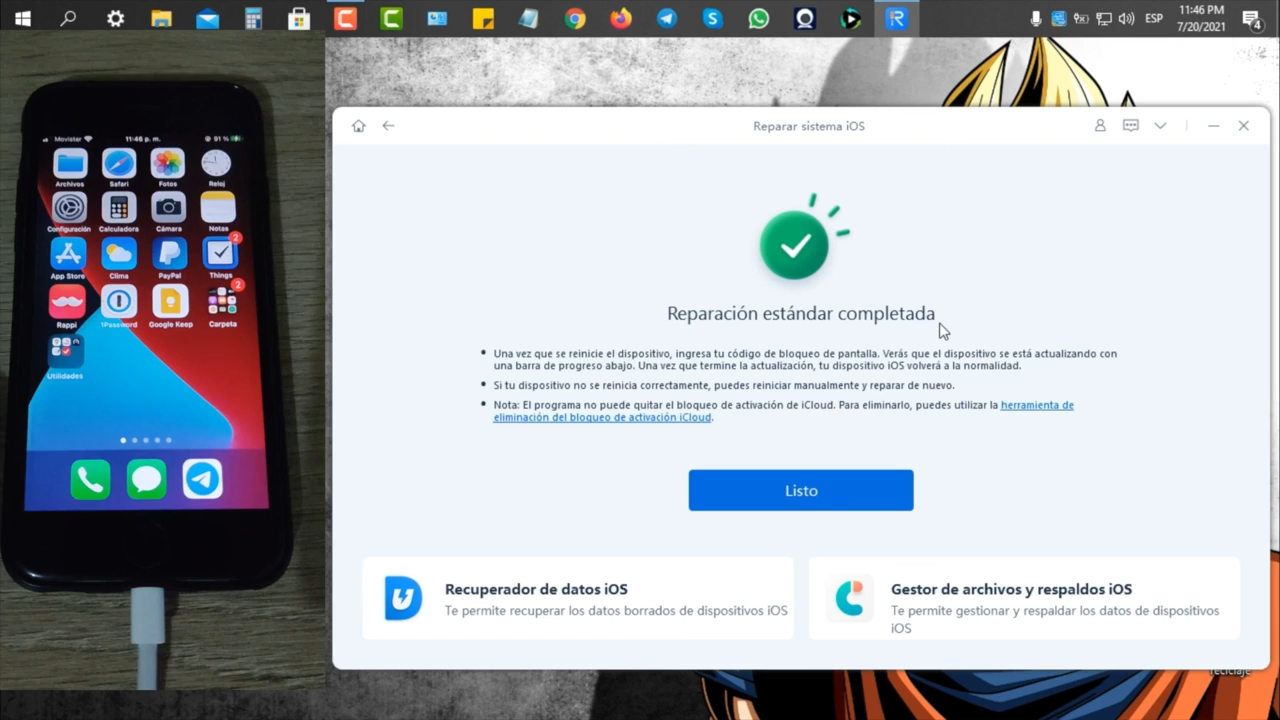 11:46 PM
ESP
7/20/2021
4
Movistar 11:46 p. m. 91 %
Archivos Safari Fotos Reloj
Configuración Calculadora Cámara Notas
2
App Store Clima PayPal Things
2
Rappi 1Password Google Keep Carpeta
Utilidades
Reparar sistema iOS
Reparación estándar completada
Una vez que se reinicie el dispositivo, ingresa tu código de bloqueo de pantalla. Verás que el dispositivo se está actualizando con
una barra de progreso abajo. Una vez que termine la actualización, tu dispositivo iOS volverá a la normalidad.
Si tu dispositivo no se reinicia correctamente, puedes reiniciar manualmente y reparar de nuevo.
Nota: El programa no puede quitar el bloqueo de activación de iCloud. Para eliminarlo, puedes utilizar la herramienta de
eliminación del bloqueo de activación iCloud.
Listo
Recuperador de datos iOS
Te permite recuperar los datos borrados de dispositivos iOS
Gestor de archivos y respaldos iOS
Te permite gestionar y respaldar los datos de dispositivos
iOS
reciclaje